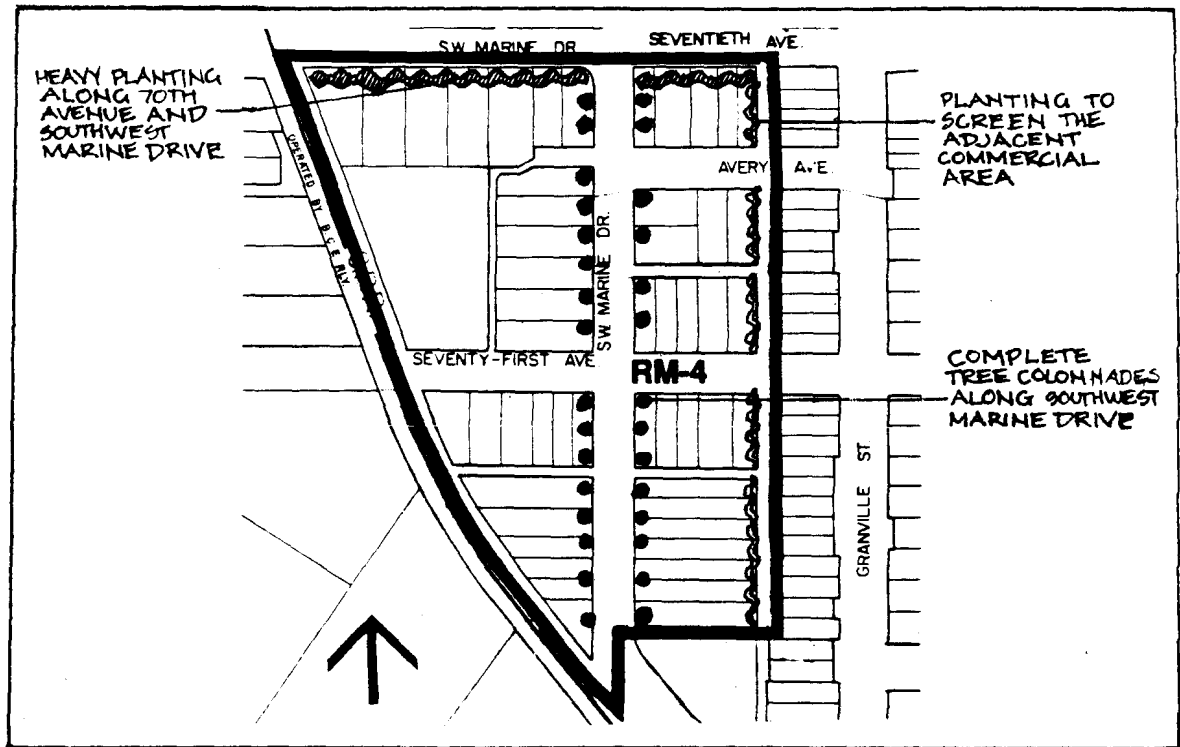 S.W. MARINE DR.
SEVENTIETH AVE.
HEAVY PLANTING
ALONG 70TH
AVENUE AND
SOUTHWEST
MARINE DRIVE
PLANTING TO
SCREEN THE
ADJACENT
COMMERCIAL
AREA
AVERY AVE.
OPERATED BY B.C.E. RLY.
S.W. MARINE DR.
SEVENTY-FIRST AVE
RM-4
COMPLETE
TREE COLONNADES
ALONG SOUTHWEST
MARINE DRIVE
GRANVILLE ST.